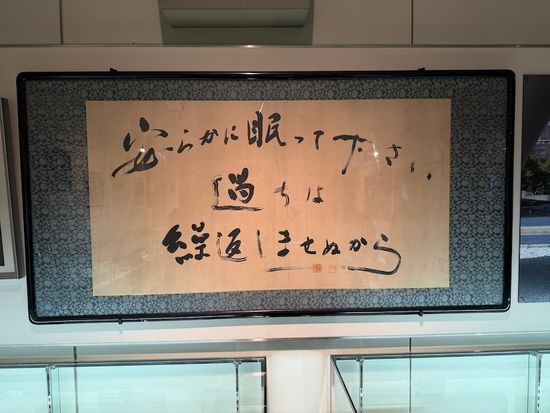 安らかに眠って下さい
過ちは
繰返しませぬから